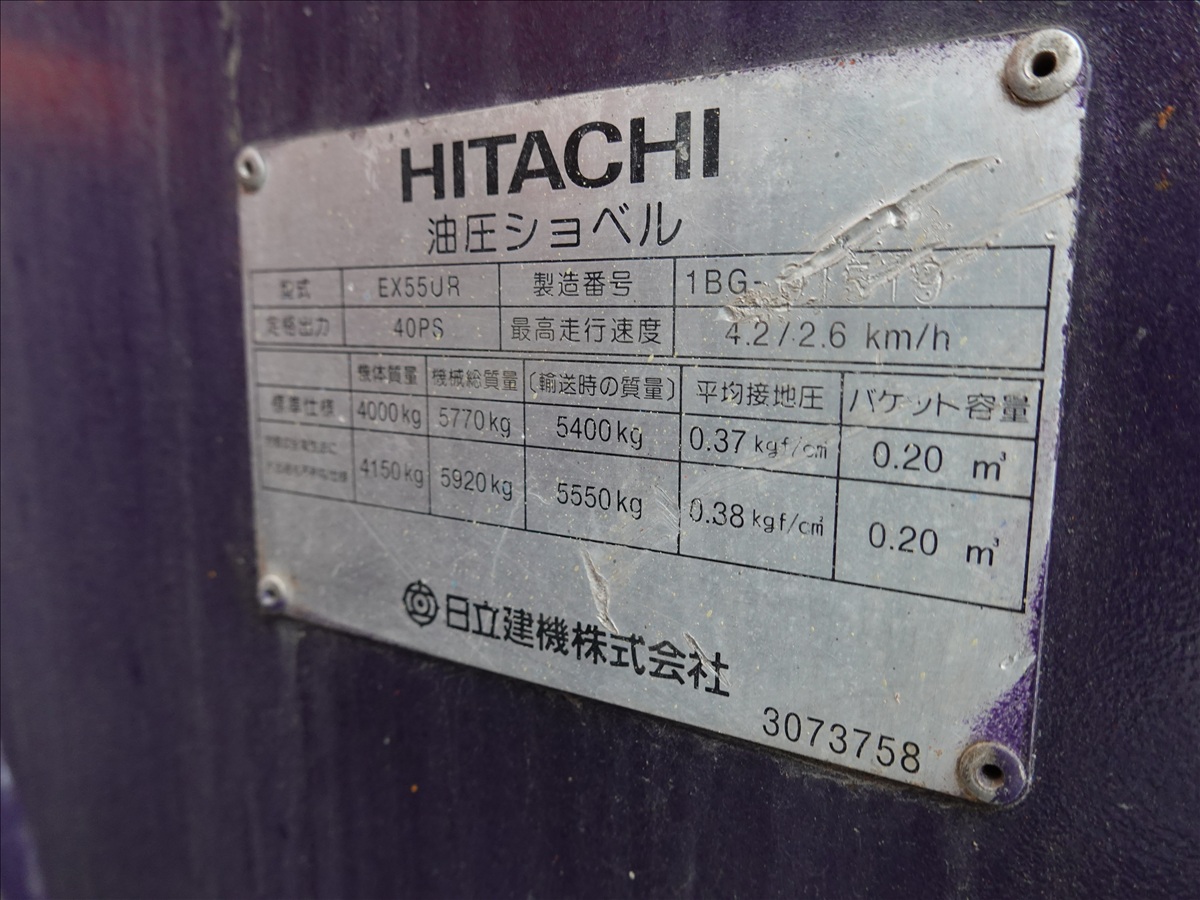 HITACHI
油圧ショベル
型式 EX55UR 製造番号 1BG-
定格出力 40PS 最高走行速度 4.2/2.6 km/h
機体質量 機械総質量 (輸送時の質量) 平均接地圧 バケット容量
標準仕様 4000kg 5770kg 5400kg 0.37 kgf/c㎡ 0.20 m³
4150kg 5920kg 5550kg 0.38 kgf/c㎡ 0.20 m³
日立建機株式会社
3073758